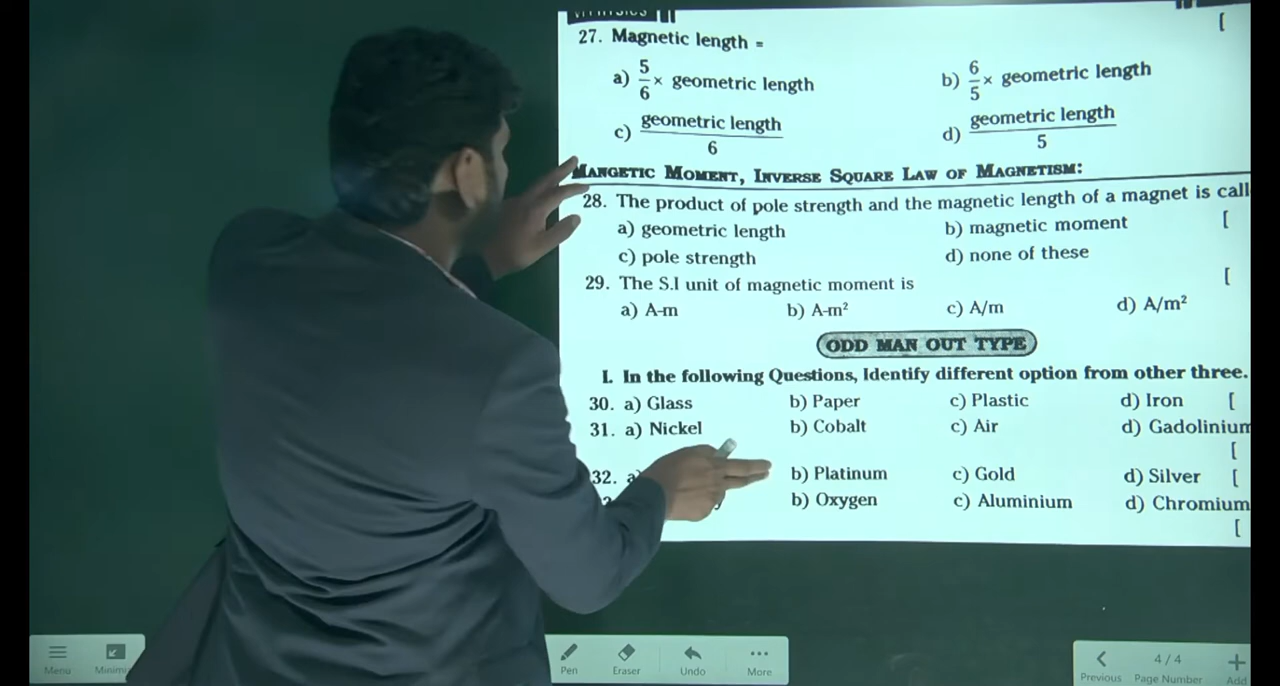 27. Magnetic length = [
a) 5/6 × geometric length b) 6/5 × geometric length
c) geometric length/6 d) geometric length/5
MANGETIC MOMENT, INVERSE SQUARE LAW OF MAGNETISM:
28. The product of pole strength and the magnetic length of a magnet is call
a) geometric length b) magnetic moment [
c) pole strength d) none of these
29. The S.I unit of magnetic moment is [
a) A-m b) A-m² c) A/m d) A/m²
ODD MAN OUT TYPE
I. In the following Questions, Identify different option from other three.
30. a) Glass b) Paper c) Plastic d) Iron [
31. a) Nickel b) Cobalt c) Air d) Gadolinium
[
32. a) b) Platinum c) Gold d) Silver [
b) Oxygen c) Aluminium d) Chromium
[
Menu Pen Eraser Undo More Previous 4/4 Page Number Add